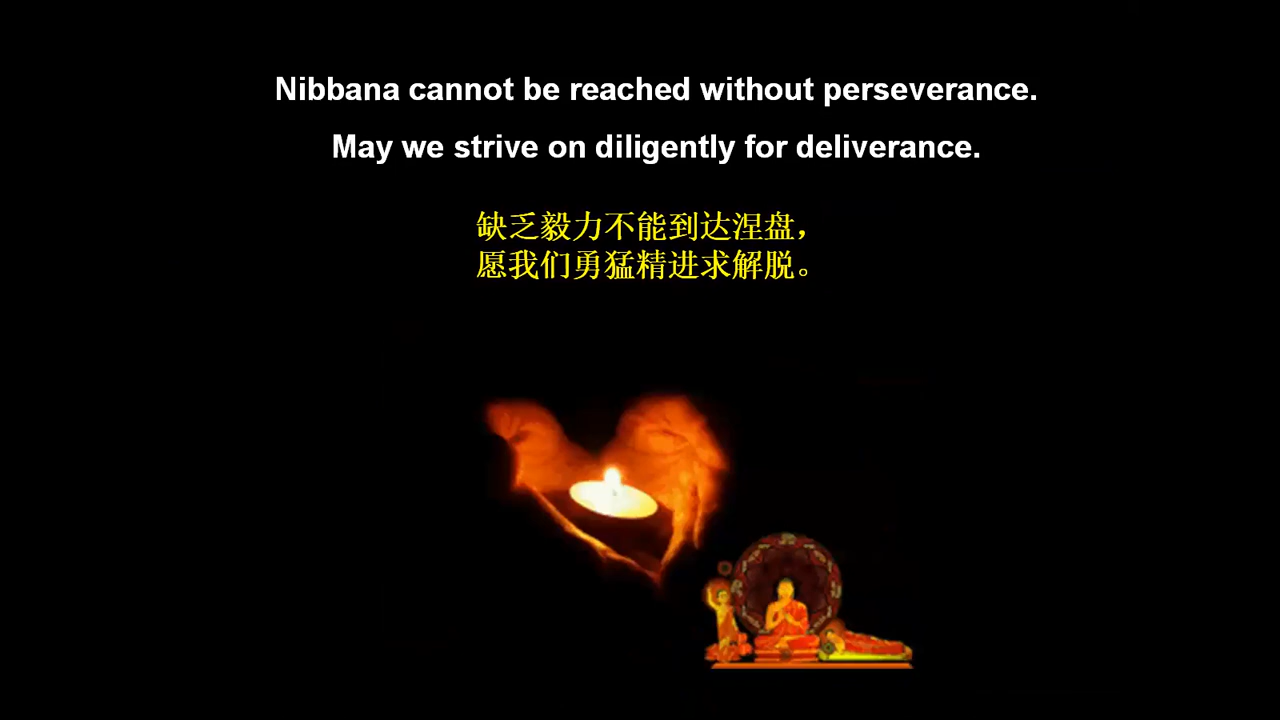 Nibbana cannot be reached without perseverance.
May we strive on diligently for deliverance.
缺乏毅力不能到达涅盘，
愿我们勇猛精进求解脱。